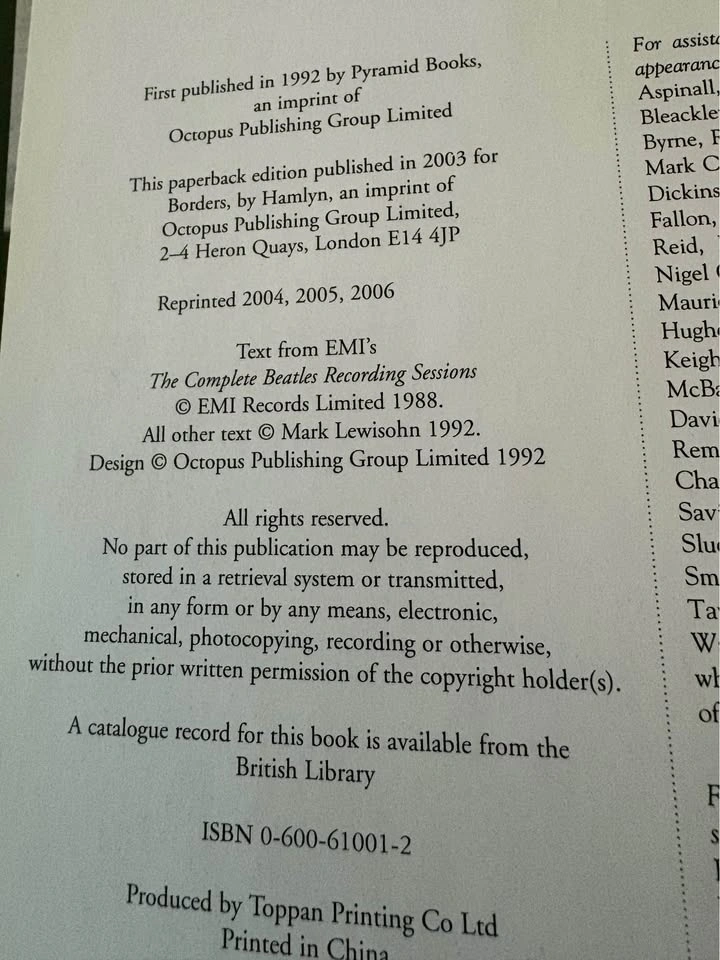 First published in 1992 by Pyramid Books,
an imprint of
Octopus Publishing Group Limited
This paperback edition published in 2003 for
Borders, by Hamlyn, an imprint of
Octopus Publishing Group Limited,
2–4 Heron Quays, London E14 4JP
Reprinted 2004, 2005, 2006
Text from EMI's
The Complete Beatles Recording Sessions
© EMI Records Limited 1988.
All other text © Mark Lewisohn 1992.
Design © Octopus Publishing Group Limited 1992
All rights reserved.
No part of this publication may be reproduced,
stored in a retrieval system or transmitted,
in any form or by any means, electronic,
mechanical, photocopying, recording or otherwise,
without the prior written permission of the copyright holder(s).
A catalogue record for this book is available from the
British Library
ISBN 0-600-61001-2
Produced by Toppan Printing Co Ltd
Printed in China
For
Aspinall,
Byrne,
Mark
Fallon,
Reid,
Nigel
of